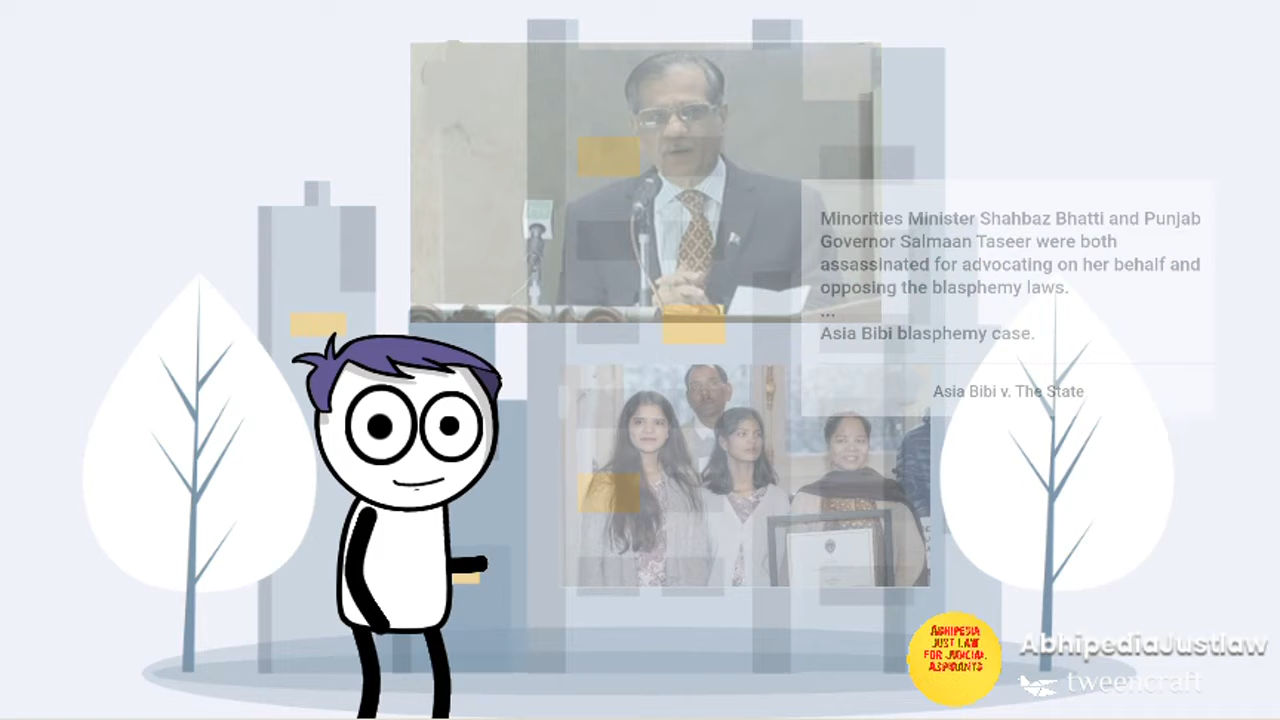 Minorities Minister Shahbaz Bhatti and Punjab
Governor Salmaan Taseer were both
assassinated for advocating on her behalf and
opposing the blasphemy laws.
...
Asia Bibi blasphemy case.
Asia Bibi v. The State
ABHIPEDIA
JUST LAW
FOR JUDICIAL
ASPIRANTS
AbhipediaJustlaw
tweencraft